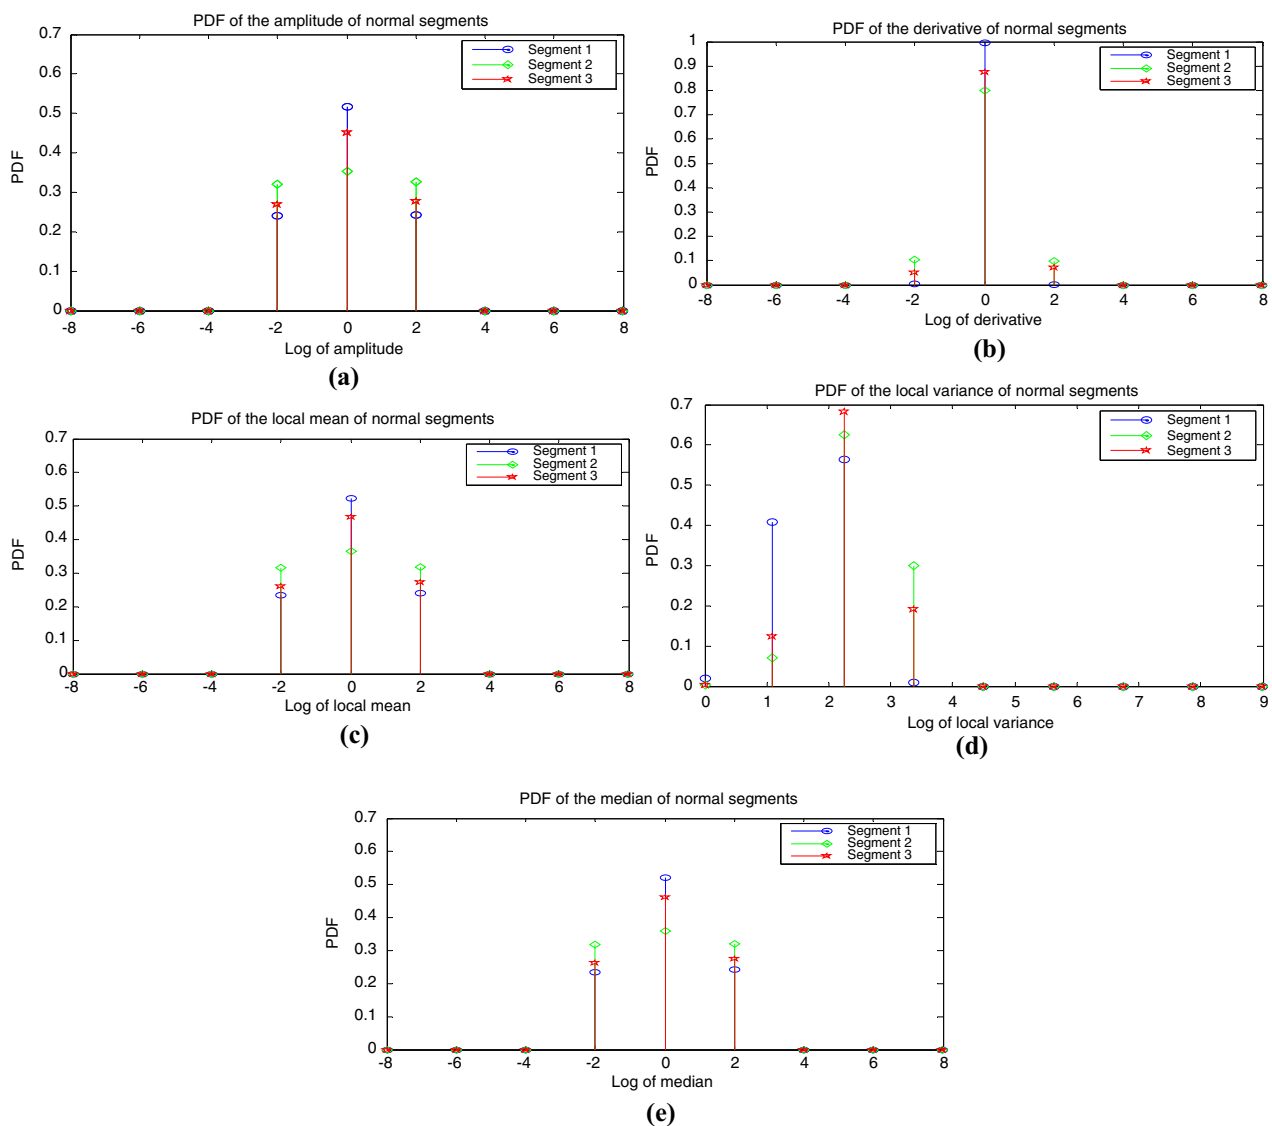 PDF of the amplitude of normal segments
0.7
0.6
0.5
0.4
0.3
0.2
0.1
0
PDF
Segment 1
Segment 2
Segment 3
-8 -6 -4 -2 0 2 4 6 8
Log of amplitude
(a)
PDF of the derivative of normal segments
1
0.9
0.8
0.7
0.6
0.5
0.4
0.3
0.2
0.1
0
PDF
Segment 1
Segment 2
Segment 3
-8 -6 -4 -2 0 2 4 6 8
Log of derivative
(b)
PDF of the local mean of normal segments
0.7
0.6
0.5
0.4
0.3
0.2
0.1
0
PDF
Segment 1
Segment 2
Segment 3
-8 -6 -4 -2 0 2 4 6 8
Log of local mean
(c)
PDF of the local variance of normal segments
0.7
0.6
0.5
0.4
0.3
0.2
0.1
0
PDF
Segment 1
Segment 2
Segment 3
0 1 2 3 4 5 6 7 8 9
Log of local variance
(d)
PDF of the median of normal segments
0.7
0.6
0.5
0.4
0.3
0.2
0.1
0
PDF
Segment 1
Segment 2
Segment 3
-8 -6 -4 -2 0 2 4 6 8
Log of median
(e)